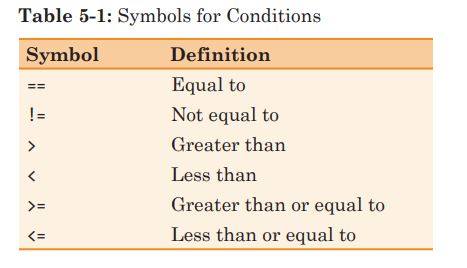 Table 5-1: Symbols for Conditions
Symbol Definition
== Equal to
!= Not equal to
> Greater than
< Less than
>= Greater than or equal to
<= Less than or equal to